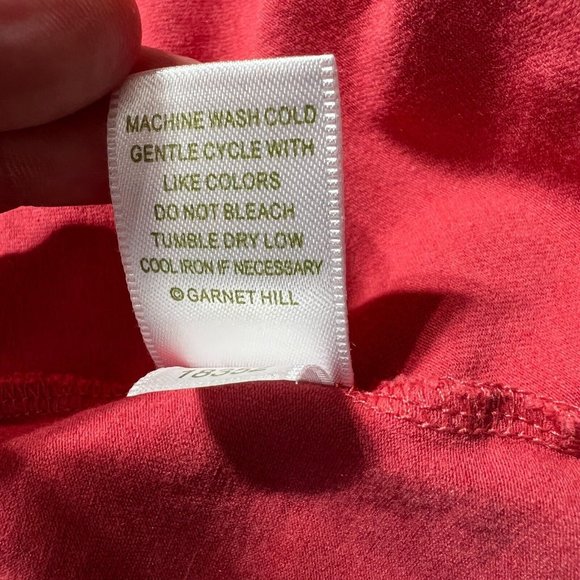 MACHINE WASH COLD
GENTLE CYCLE WITH
LIKE COLORS
DO NOT BLEACH
TUMBLE DRY LOW
COOL IRON IF NECESSARY
© GARNET HILL